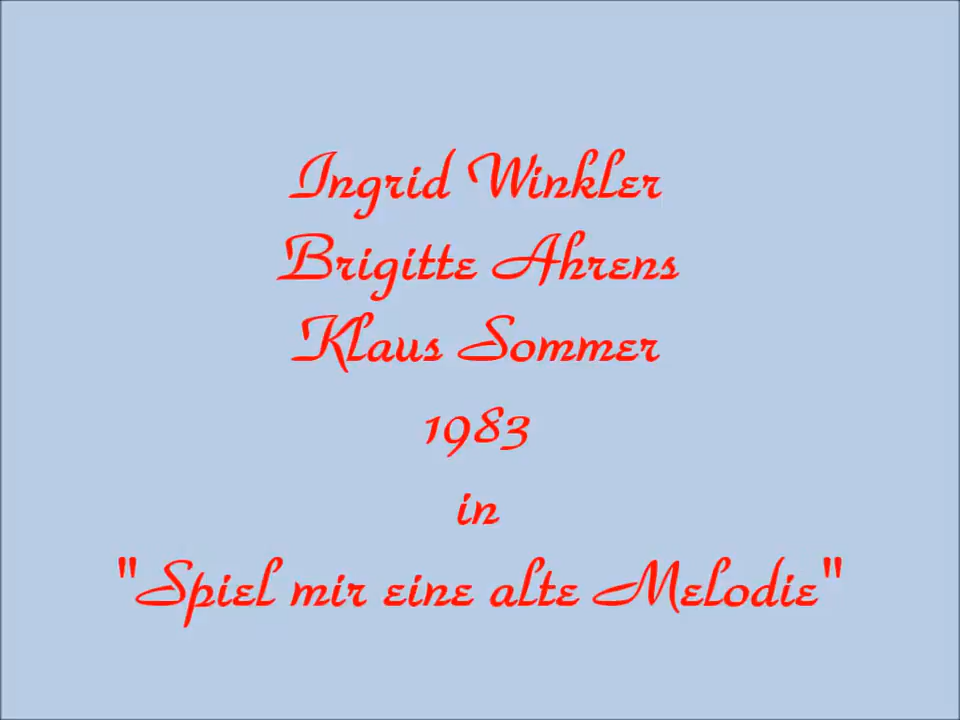 Ingrid Winkler
Brigitte Ahrens
Klaus Sommer
1983
in
"Spiel mir eine alte Melodie"